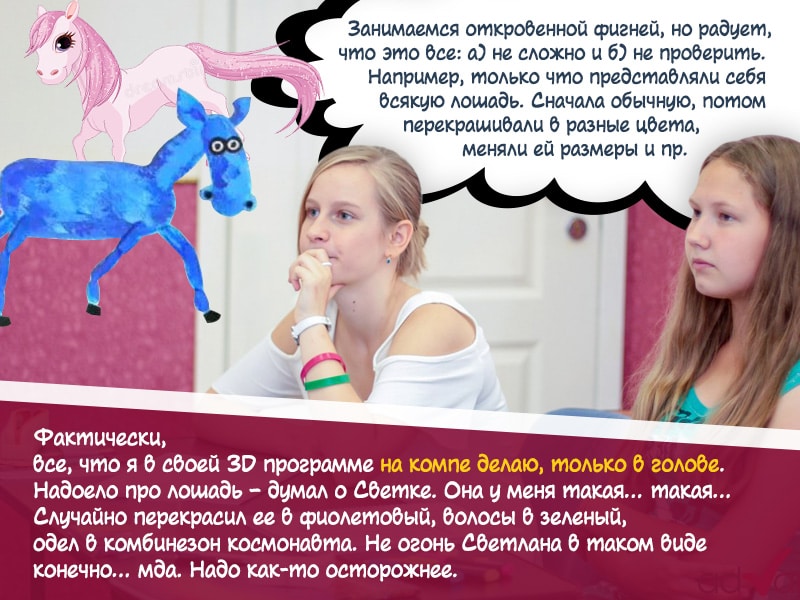 Занимаемся откровенной фигней, но радует,
что это все: а) не сложно и б) не проверить.
Например, только что представляли себя
всякую лошадь. Сначала обычную, потом
перекрашивали в разные цвета,
меняли ей размеры и пр.
Фактически,
все, что я в своей 3D программе на компе делаю, только в голове.
Надоело про лошадь – думал о Светке. Она у меня такая... такая...
Случайно перекрасил ее в фиолетовый, волосы в зеленый,
одел в комбинезон космонавта. Не огонь Светлана в таком виде
конечно... мда. Надо как-то осторожнее.